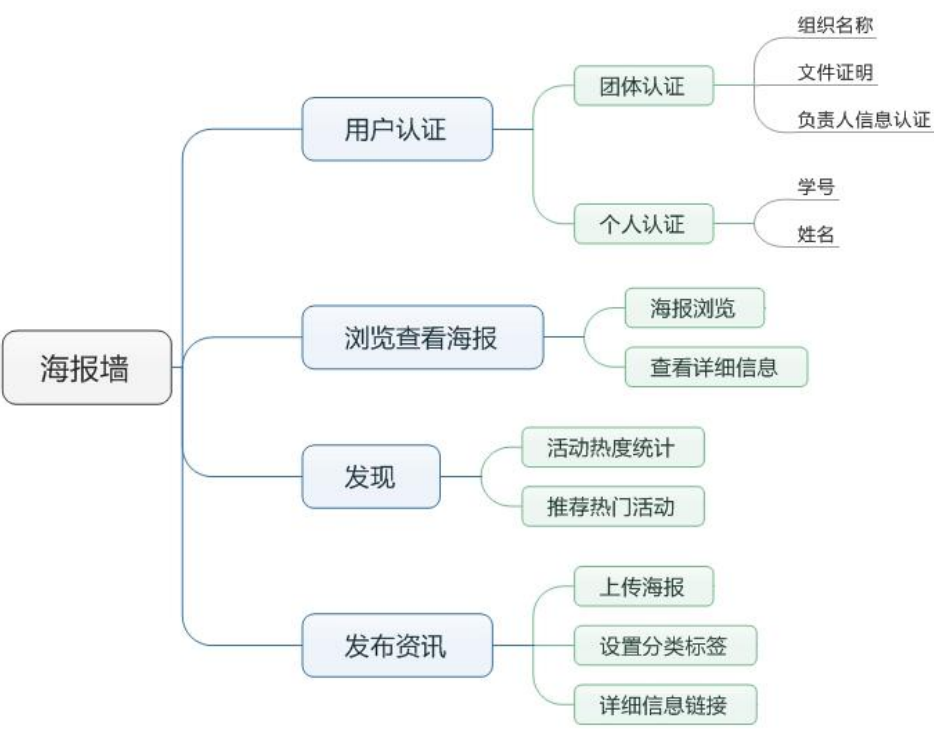 海报墙
用户认证
团体认证
组织名称
文件证明
负责人信息认证
个人认证
学号
姓名
浏览查看海报
海报浏览
查看详细信息
发现
活动热度统计
推荐热门活动
发布资讯
上传海报
设置分类标签
详细信息链接